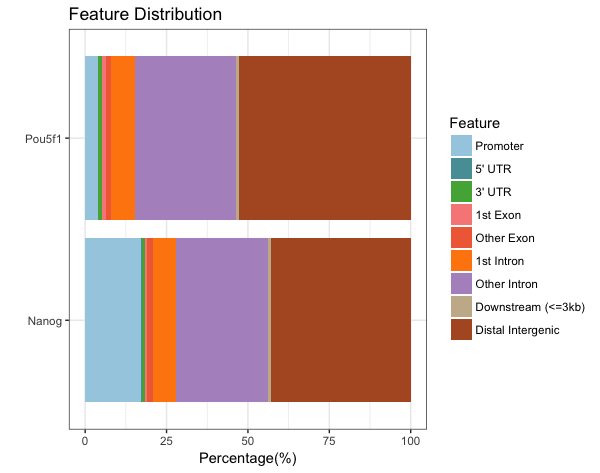 Feature Distribution
Pou5f1
Nanog
0 25 50 75 100
Percentage(%)
Feature
Promoter
5' UTR
3' UTR
1st Exon
Other Exon
1st Intron
Other Intron
Downstream (<=3kb)
Distal Intergenic